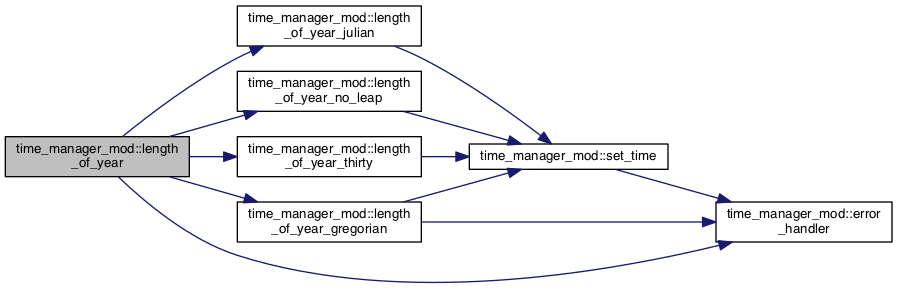 time_manager_mod::length
_of_year
time_manager_mod::length
_of_year_julian
time_manager_mod::length
_of_year_no_leap
time_manager_mod::length
_of_year_thirty
time_manager_mod::length
_of_year_gregorian
time_manager_mod::set_time
time_manager_mod::error
_handler